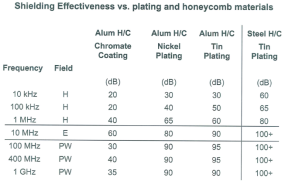 Shielding Effectiveness vs. plating and honeycomb materials
Alum H/C Alum H/C Alum H/C Steel H/C
Chromate Nickel Tin Tin
Coating Plating Plating Plating
Frequency Field
(dB) (dB) (dB) (dB)
10 kHz H 20 30 30 60
100 kHz H 20 40 50 65
1 MHz H 40 65 60 80
10 MHz E 60 80 90 100+
100 MHz PW 30 90 95 100+
400 MHz PW 40 90 95 100+
1 GHz PW 35 90 90 100+